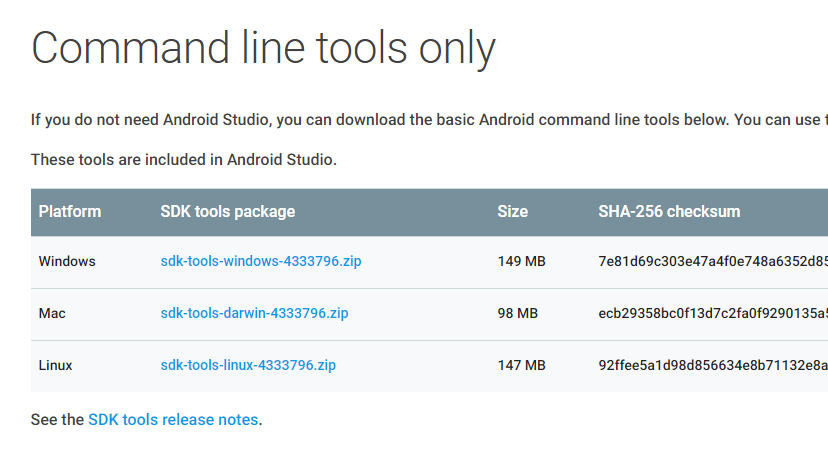 Command line tools only
If you do not need Android Studio, you can download the basic Android command line tools below. You can use
These tools are included in Android Studio.
Platform SDK tools package Size SHA-256 checksum
Windows sdk-tools-windows-4333796.zip 149 MB 7e81d69c303e47a4f0e748a6352d85
Mac sdk-tools-darwin-4333796.zip 98 MB ecb29358bc0f13d7c2fa0f9290135a5
Linux sdk-tools-linux-4333796.zip 147 MB 92ffee5a1d98d856634e8b71132e8a
See the SDK tools release notes.